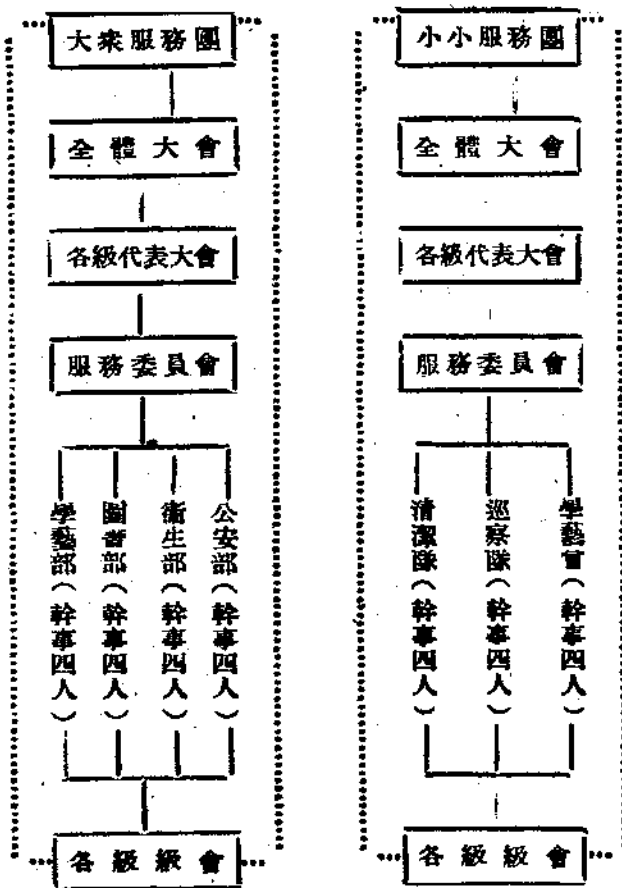 大衆服務團
全體大會
各級代表大會
服務委員會
公安部（幹事四人）
衛生部（幹事四人）
圖書部（幹事四人）
學藝部（幹事四人）
各級級會
小小服務團
全體大會
各級代表大會
服務委員會
學藝會（幹事四人）
巡察隊（幹事四人）
清潔隊（幹事四人）
各級級會